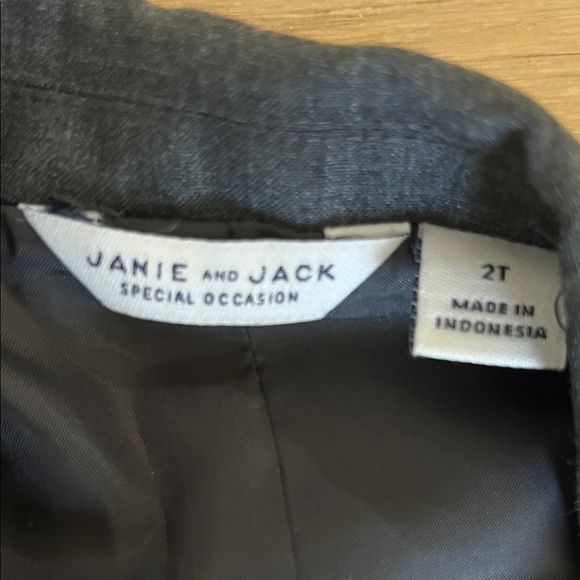 JANIE AND JACK
SPECIAL OCCASION
2T
MADE IN
INDONESIA